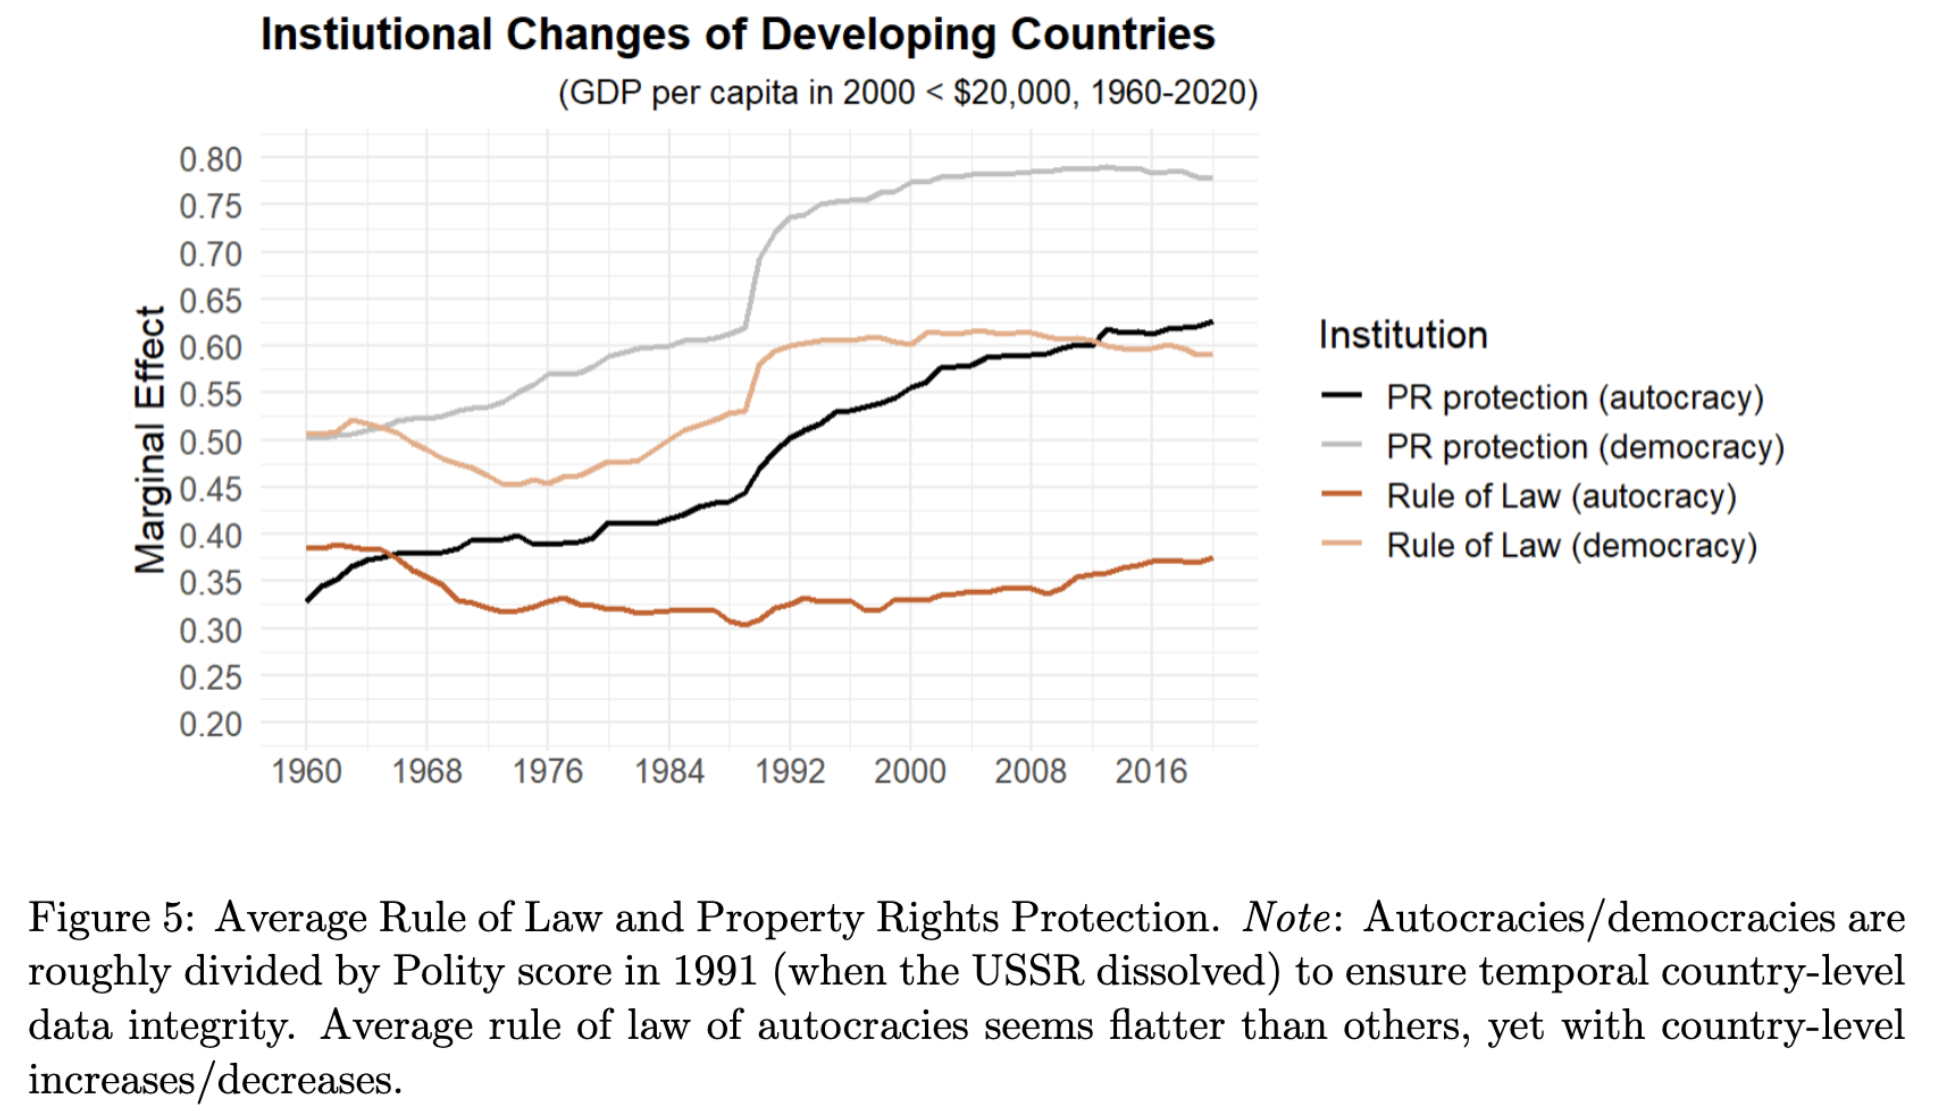 Instiutional Changes of Developing Countries
(GDP per capita in 2000 < $20,000, 1960-2020)
Marginal Effect
0.80
0.75
0.70
0.65
0.60
0.55
0.50
0.45
0.40
0.35
0.30
0.25
0.20
1960 1968 1976 1984 1992 2000 2008 2016
Institution
PR protection (autocracy)
PR protection (democracy)
Rule of Law (autocracy)
Rule of Law (democracy)
Figure 5: Average Rule of Law and Property Rights Protection. Note: Autocracies/democracies are
roughly divided by Polity score in 1991 (when the USSR dissolved) to ensure temporal country-level
data integrity. Average rule of law of autocracies seems flatter than others, yet with country-level
increases/decreases.